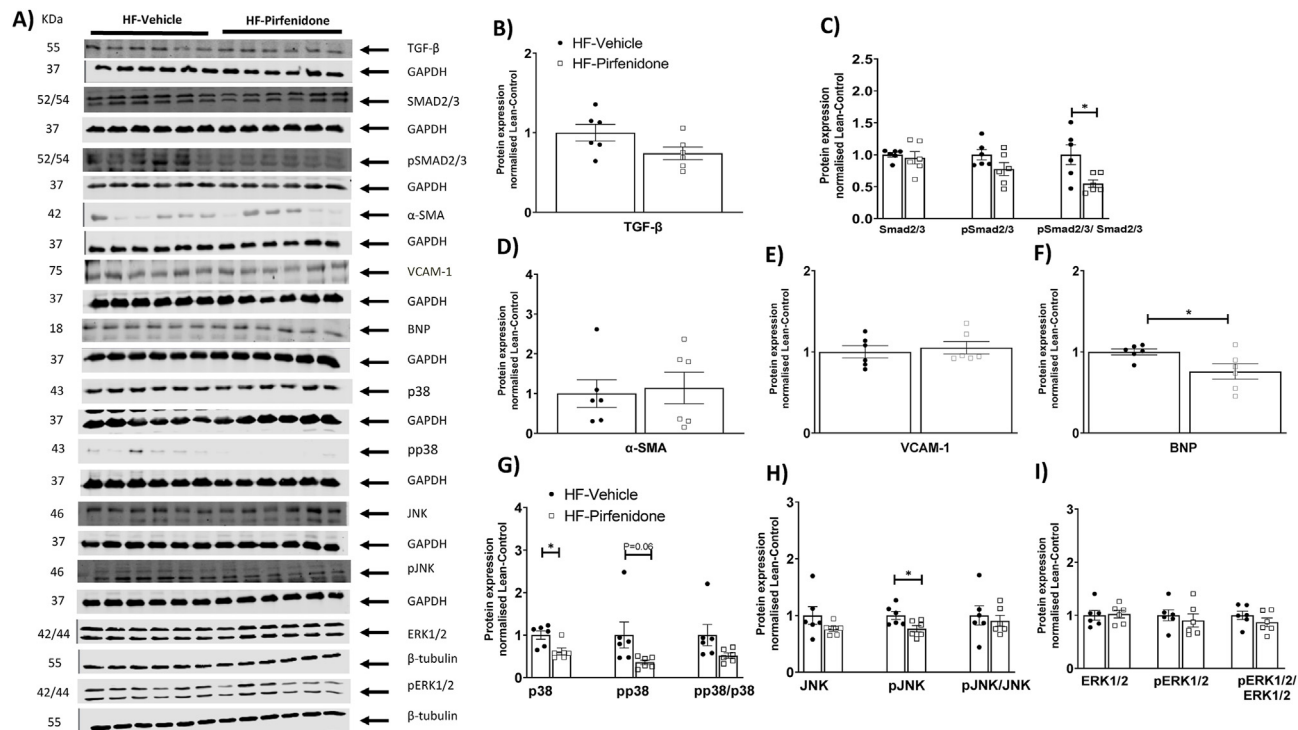 A)
KDa
HF-Vehicle
HF-Pirfenidone
55
TGF-β
37
GAPDH
52/54
SMAD2/3
37
GAPDH
52/54
pSMAD2/3
37
GAPDH
42
α-SMA
37
GAPDH
75
VCAM-1
37
GAPDH
18
BNP
37
GAPDH
43
p38
37
GAPDH
43
pp38
37
GAPDH
46
JNK
37
GAPDH
46
pJNK
37
GAPDH
42/44
ERK1/2
55
β-tubulin
42/44
pERK1/2
55
β-tubulin
B)
HF-Vehicle
HF-Pirfenidone
Protein expression
normalised Lean-Control
2
1
0
TGF-β
C)
Protein expression
normalised Lean-Control
2.5
2.0
1.5
1.0
0.5
0.0
*
Smad2/3
pSmad2/3
pSmad2/3/ Smad2/3
D)
Protein expression
normalised Lean-Control
4
3
2
1
0
α-SMA
E)
Protein expression
normalised Lean-Control
2
1
0
VCAM-1
F)
Protein expression
normalised Lean-Control
2
1
0
*
BNP
G)
HF-Vehicle
HF-Pirfenidone
Protein expression
normalised Lean-Control
4
3
2
1
0
*
P=0.06
p38
pp38
pp38/p38
H)
Protein expression
normalised Lean-Control
3
2
1
0
*
JNK
pJNK
pJNK/JNK
I)
Protein expression
normalised Lean-Control
3
2
1
0
ERK1/2
pERK1/2
pERK1/2/
ERK1/2